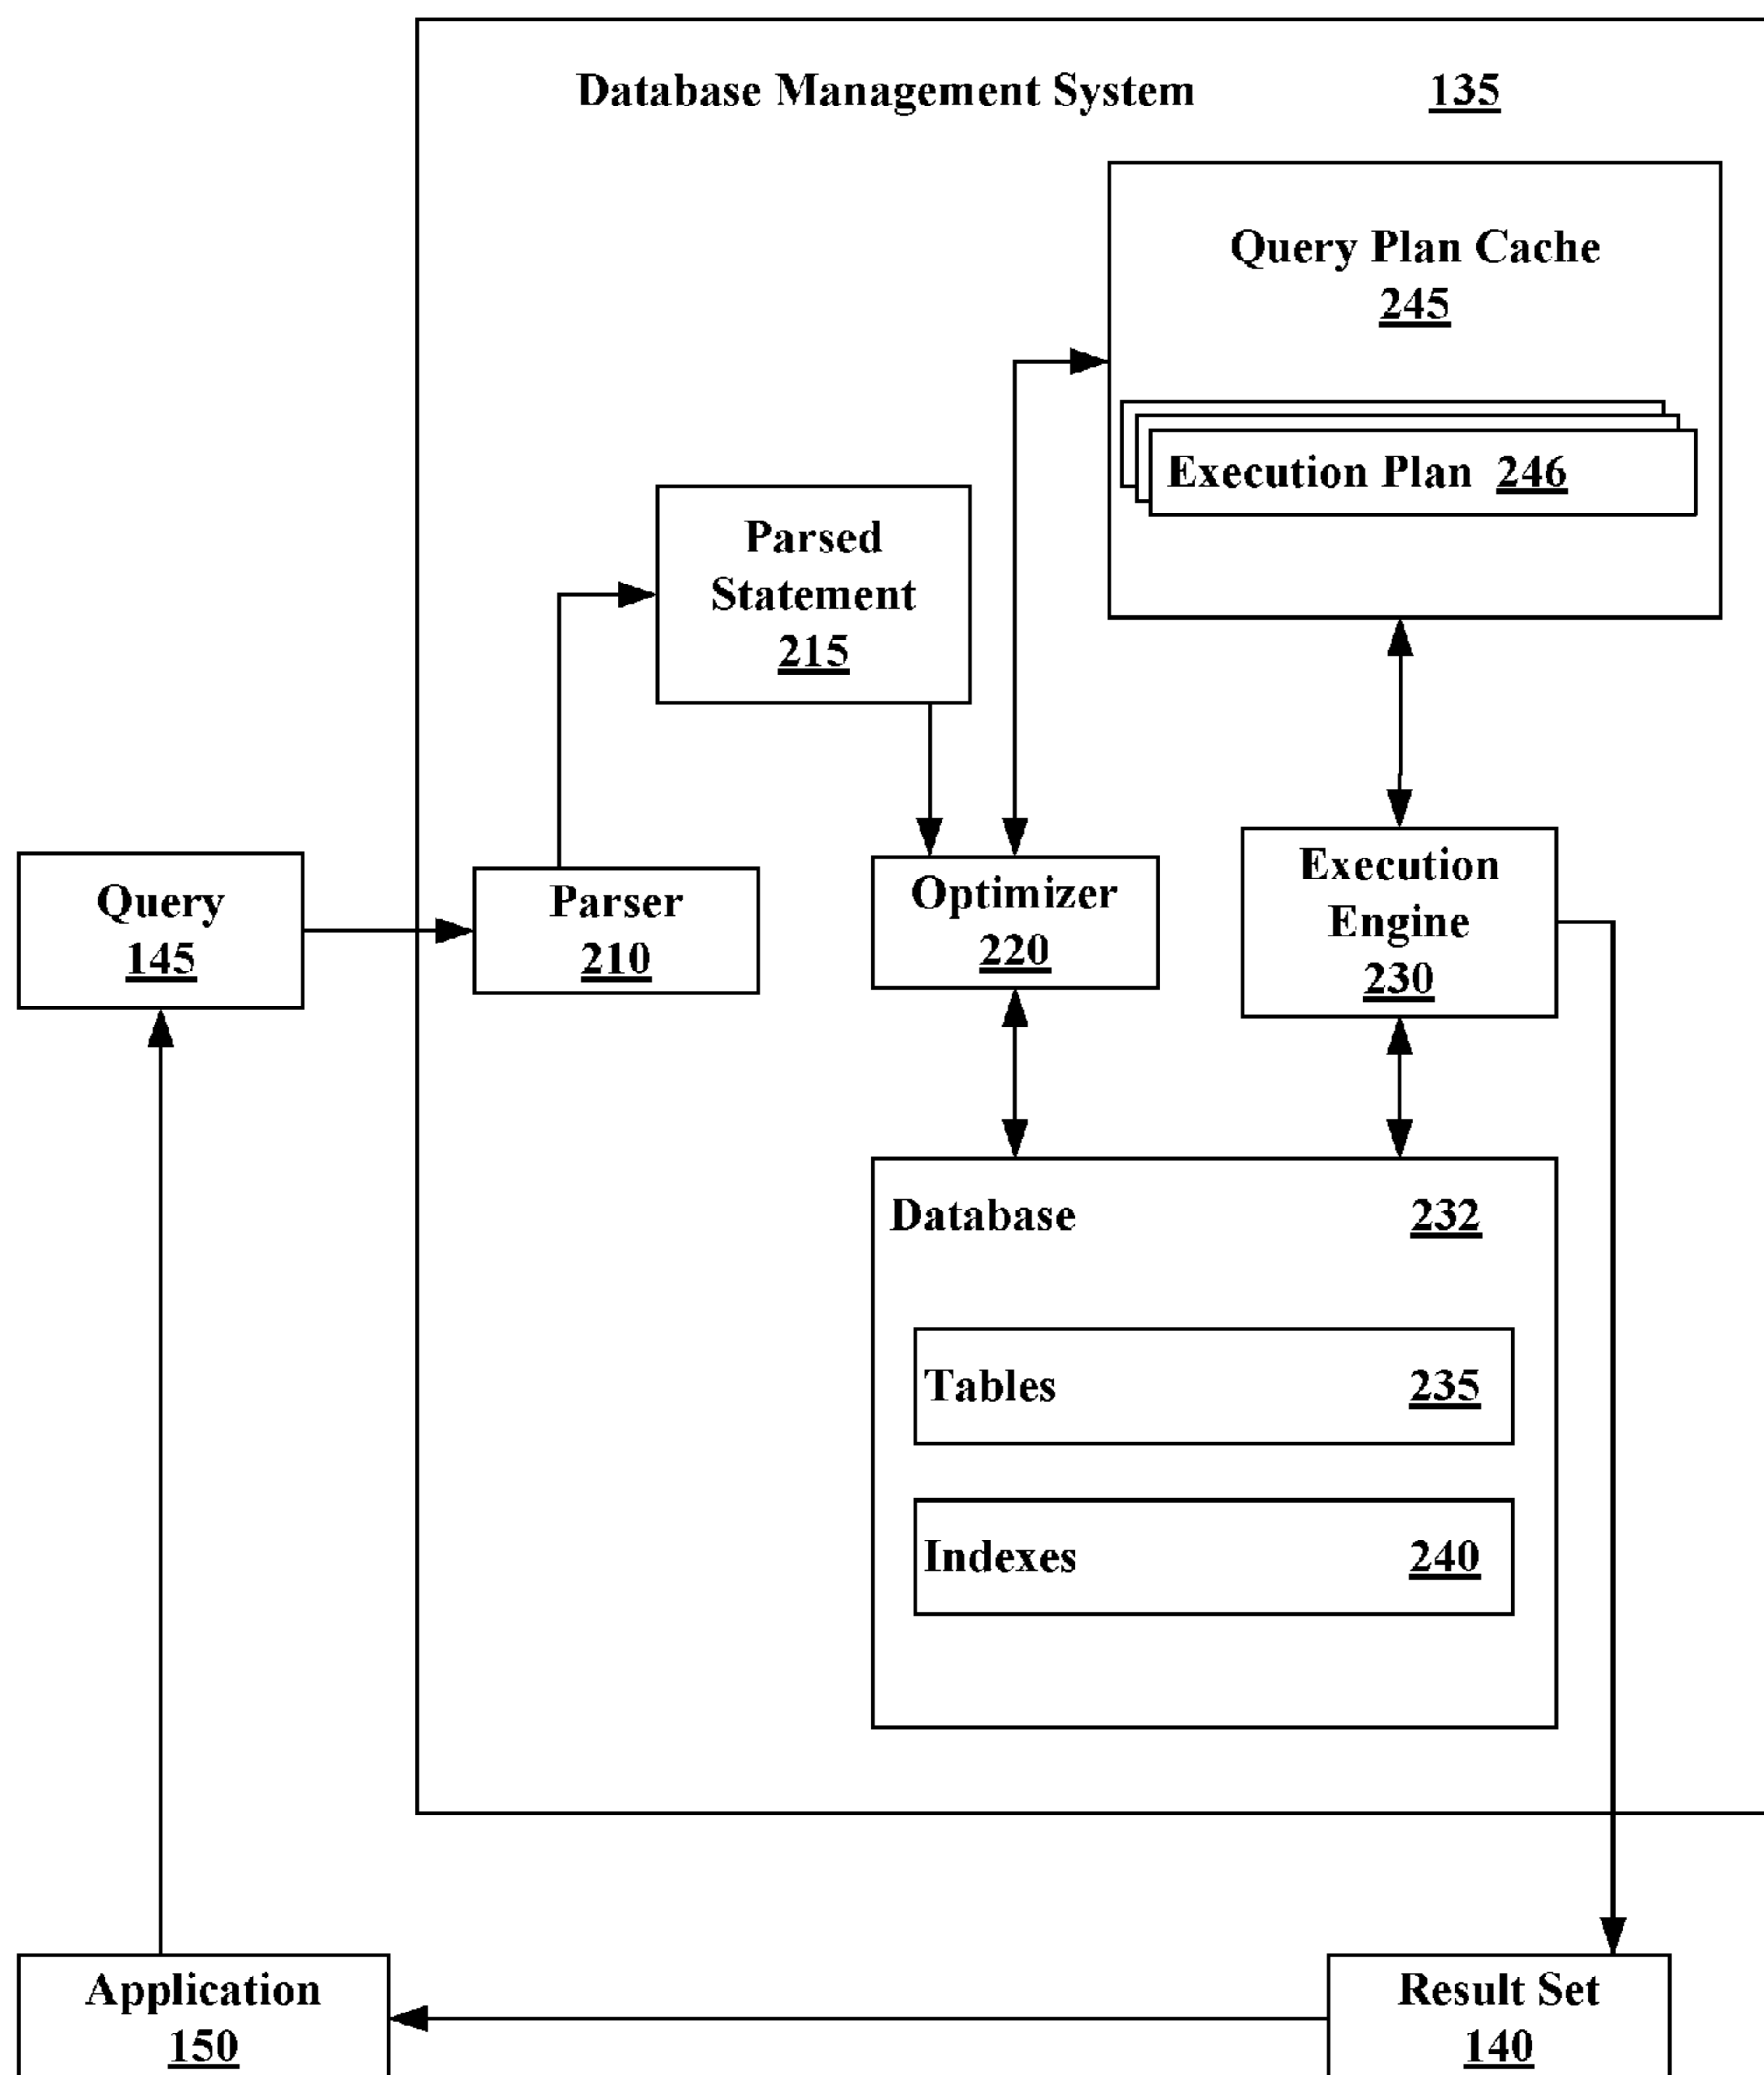 Database Management System 135
Query Plan Cache
245
Execution Plan 246
Parsed
Statement
215
Query
145
Parser
210
Optimizer
220
Execution
Engine
230
Database 232
Tables 235
Indexes 240
Application
150
Result Set
140